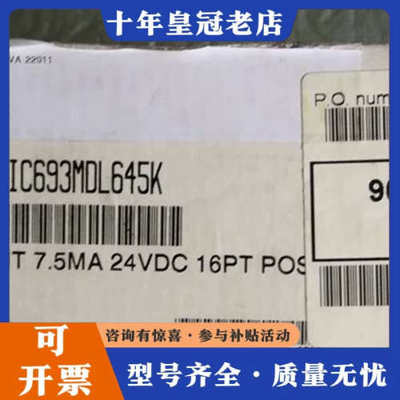 十年皇冠老店
VA 22911
P.O. num
IC693MDL645K
90
T 7.5MA 24VDC 16PT POS
可开票
咨询有惊喜·参与补贴活动
型号齐全·质量无忧